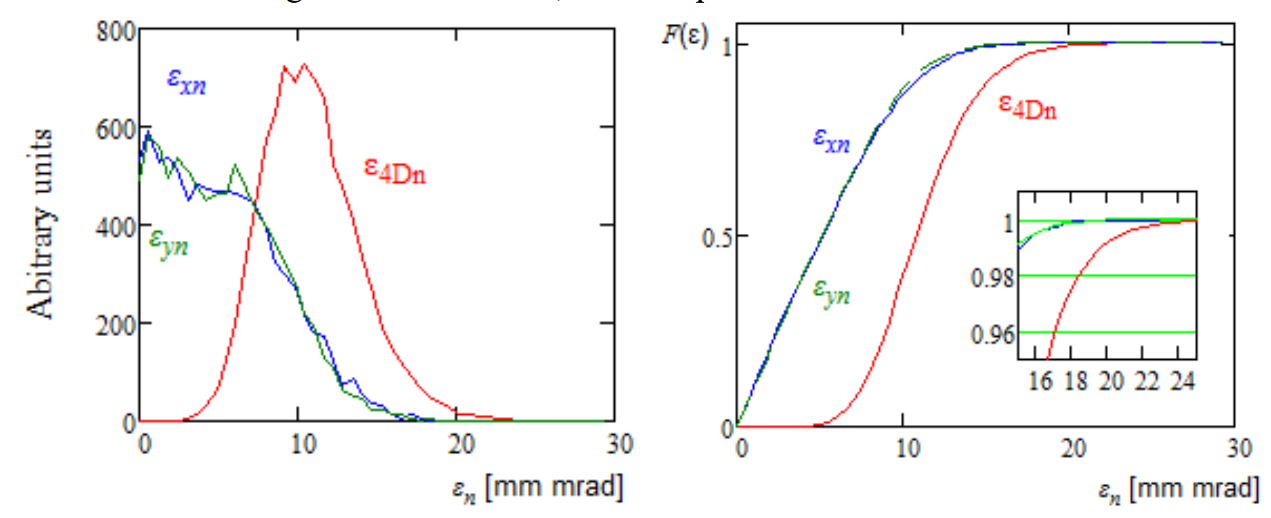 800
600
400
200
0
Abitrary units
εxn
εyn
ε4Dn
0 10 20 30
εn [mm mrad]
F(ε)
1
0.5
0
εxn
εyn
ε4Dn
1
0.98
0.96
16 18 20 22 24
0 10 20 30
εn [mm mrad]